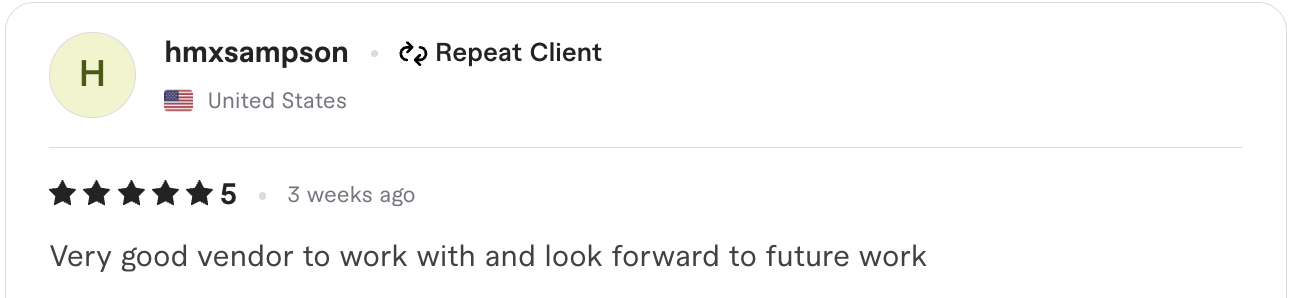 H
hmxsampson • Repeat Client
United States
5 • 3 weeks ago
Very good vendor to work with and look forward to future work